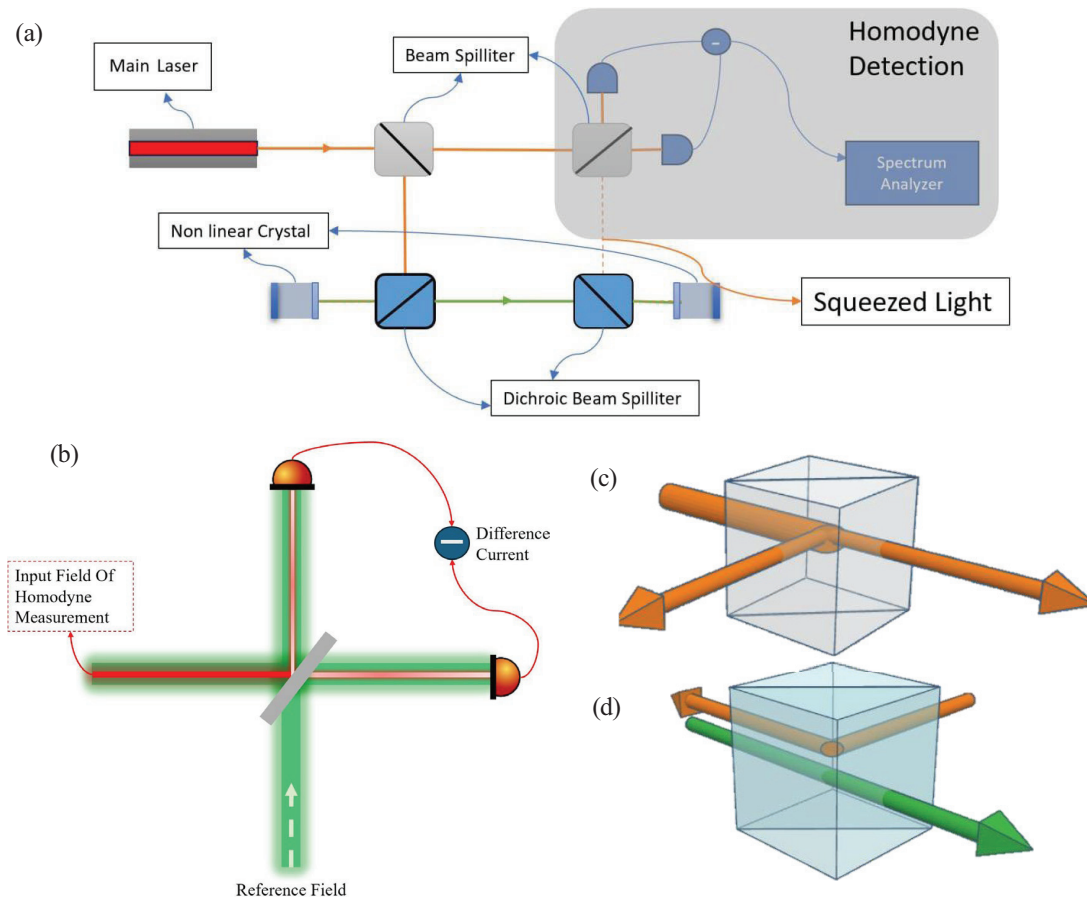 (a)
Main Laser
Beam Spilliter
Homodyne
Detection
Spectrum
Analyzer
Non linear Crystal
Squeezed Light
Dichroic Beam Spilliter
(b)
Difference
Current
Input Field Of
Homodyne
Measurement
Reference Field
(c)
(d)